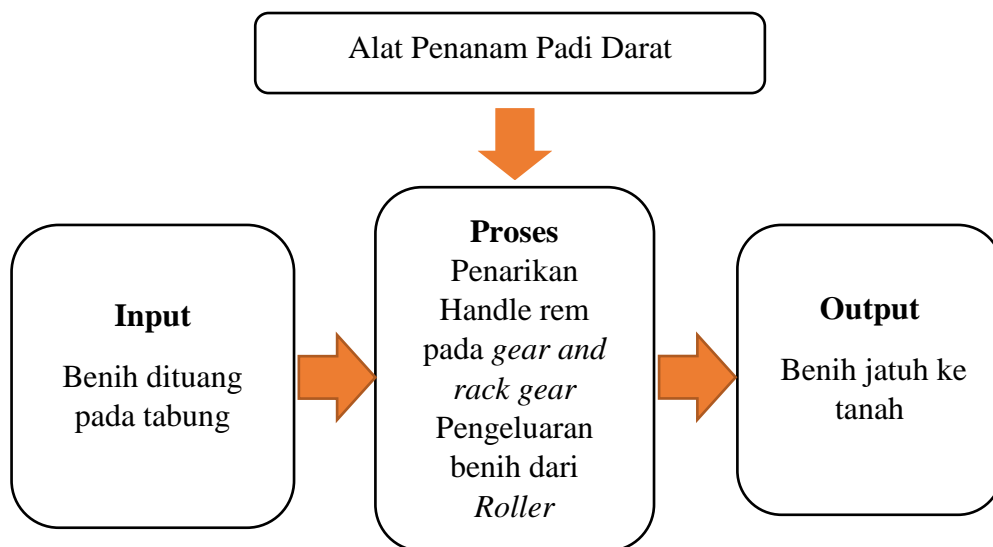 Alat Penanam Padi Darat
Input
Benih dituang
pada tabung
Proses
Penarikan
Handle rem
pada gear and
rack gear
Pengeluaran
benih dari
Roller
Output
Benih jatuh ke
tanah